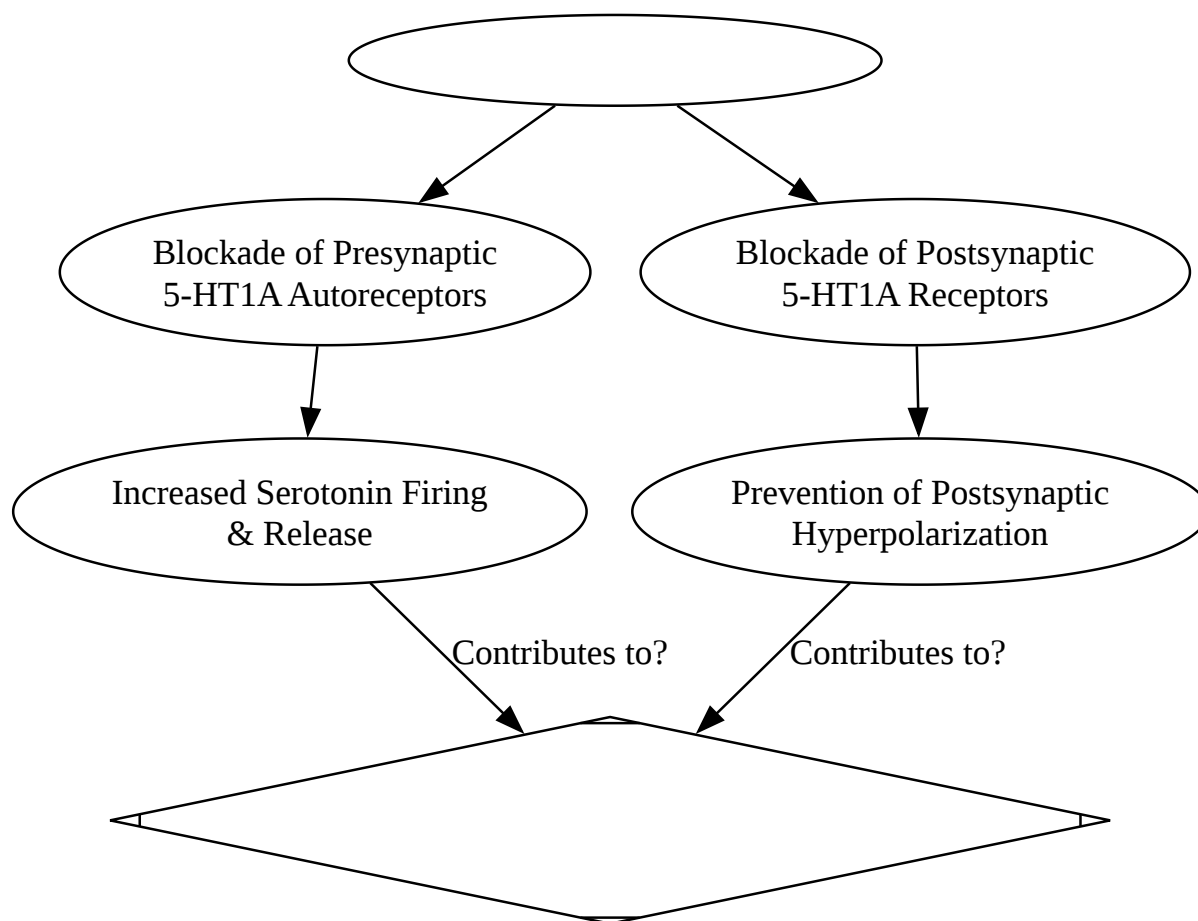 Blockade of Presynaptic
5-HT1A Autoreceptors
Blockade of Postsynaptic
5-HT1A Receptors
Increased Serotonin Firing
& Release
Prevention of Postsynaptic
Hyperpolarization
Contributes to?
Contributes to?